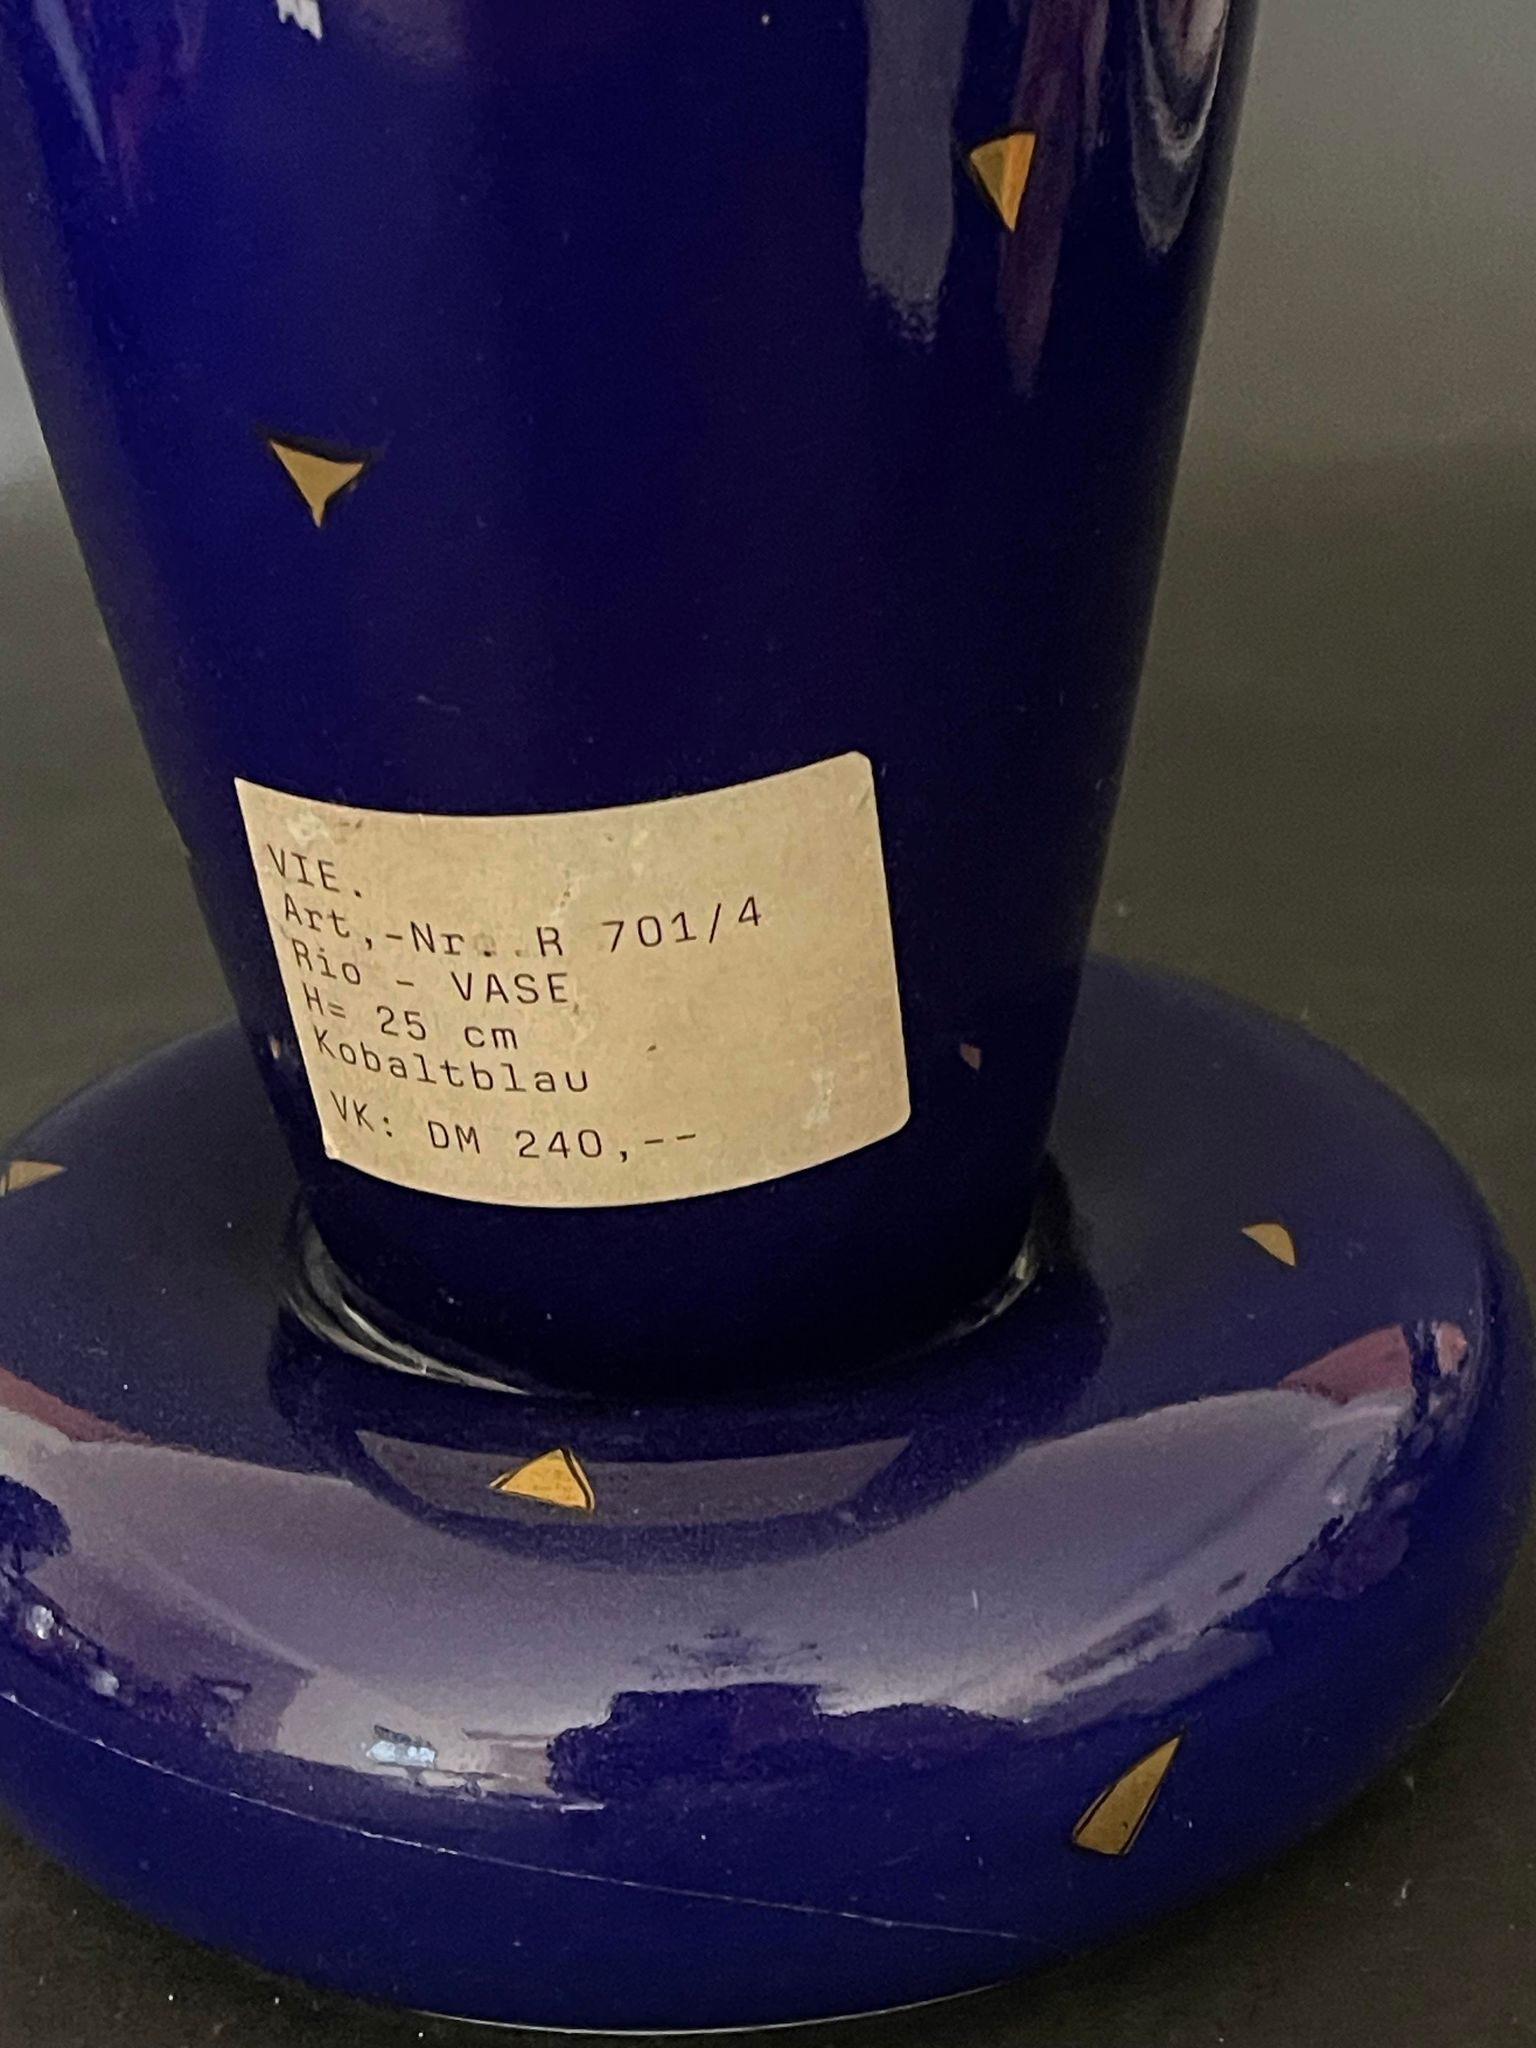 VIE.
Art,-Nr. R 701/4
Rio - VASE
H= 25 cm
Kobaltblau
VK: DM 240,--